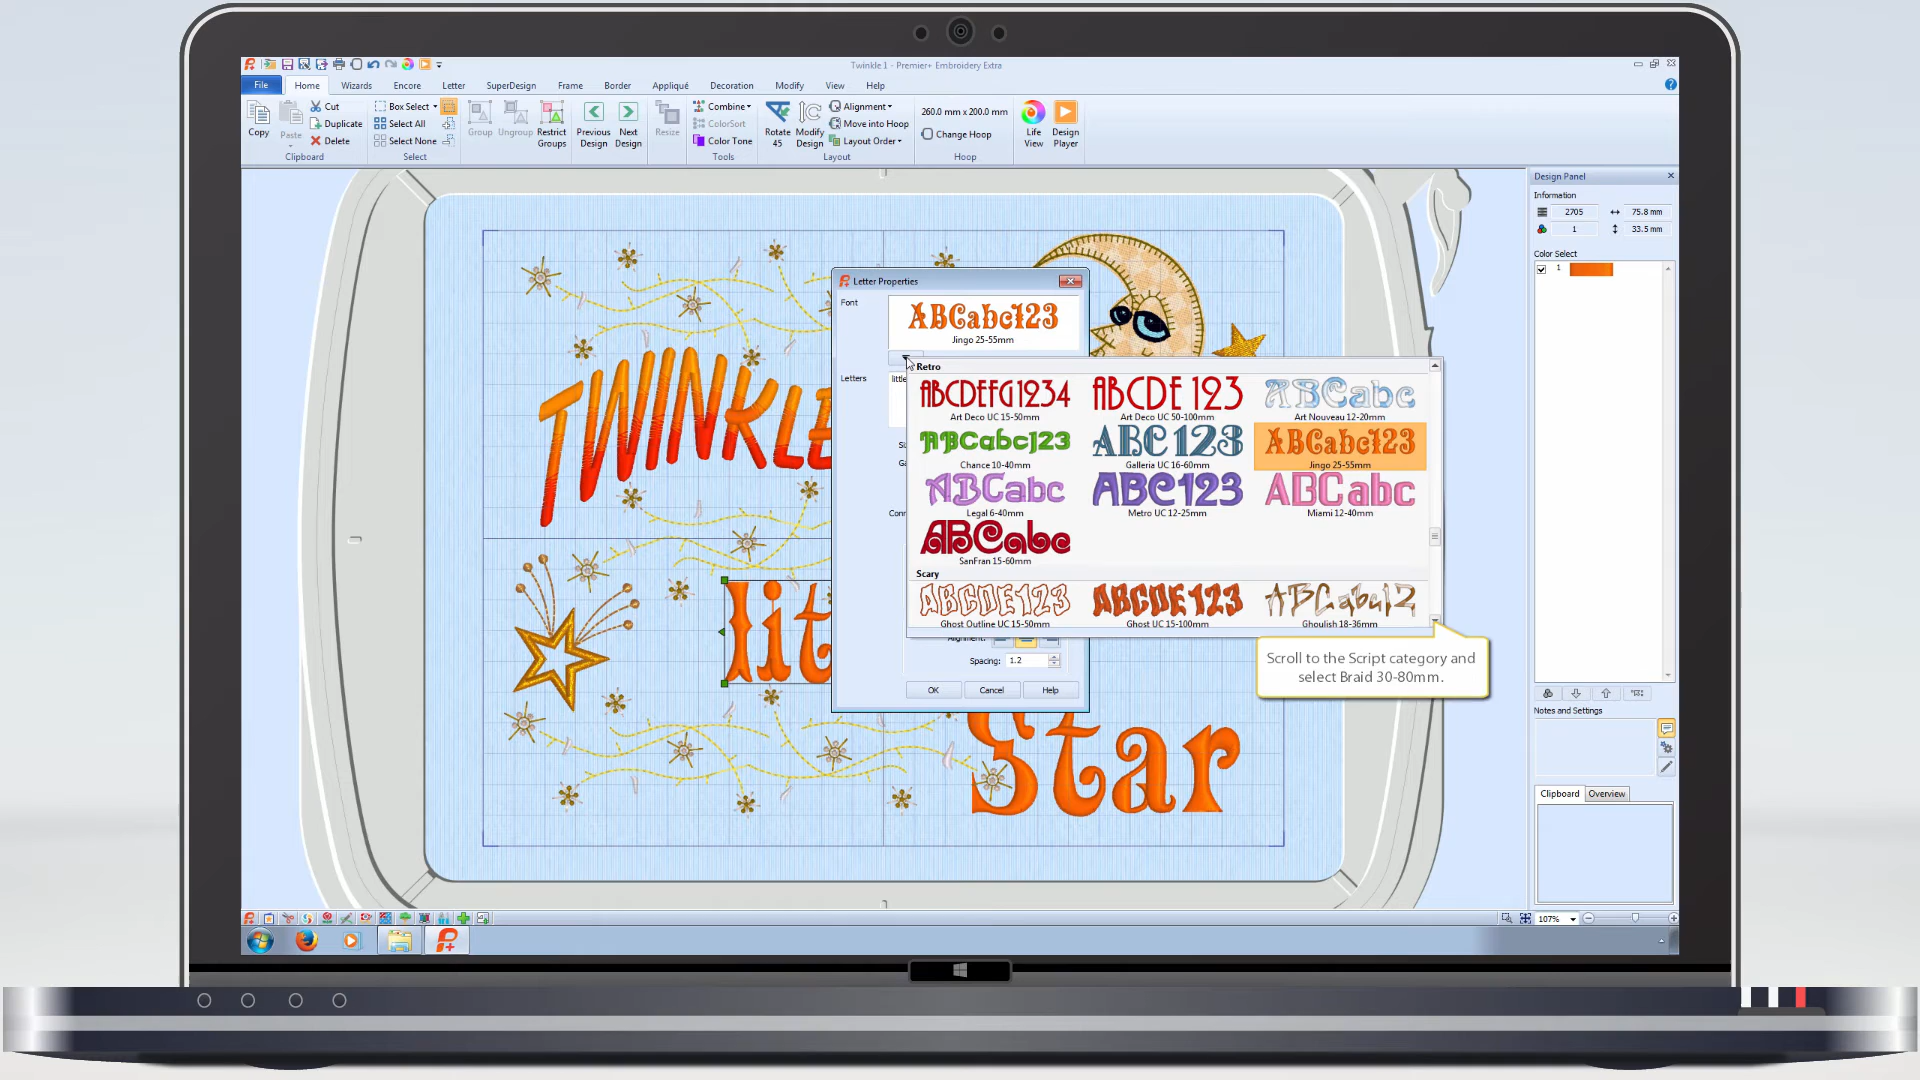 Twinkle 1 - Premier+ Embroidery Extra
File Home Wizards Encore Letter SuperDesign Frame Border Appliqué Decoration Modify View Help
Copy
Paste
Cut
Duplicate
Delete
Clipboard
Box Select
Select All
Select None
Select
Group
Ungroup
Restrict Groups
Previous Design
Next Design
Resize
Combine
ColorSort
Color Tone
Tools
Rotate 45
Modify Design
Alignment
Move into Hoop
Layout Order
Layout
260.0 mm x 200.0 mm
Change Hoop
Hoop
Life View
Design Player
Design Panel
Information
2705 75.8 mm
1 33.5 mm
Color Select
1
Notes and Settings
Clipboard Overview
TWINKLE
lit
Star
Letter Properties
Font
ABCabc123
Jingo 25-55mm
Letters
little
Alignment:
Spacing: 1.2
OK Cancel Help
Retro
ABCDEFG1234 ABCDE 123 ABCabc
Art Deco UC 15-50mm Art Deco UC 50-100mm Art Nouveau 12-20mm
ABCabc123 ABC 123 ABCabc123
Chance 10-40mm Galleria UC 16-60mm Jingo 25-55mm
ABCabc ABC123 ABCabc
Legal 6-40mm Metro UC 12-25mm Miami 12-40mm
ABCabc
SanFran 15-60mm
Scary
ABCDE123 ABCDE123 ABCabc12
Ghost Outline UC 15-50mm Ghost UC 15-100mm Ghoulish 18-36mm
Scroll to the Script category and
select Braid 30-80mm.
107%